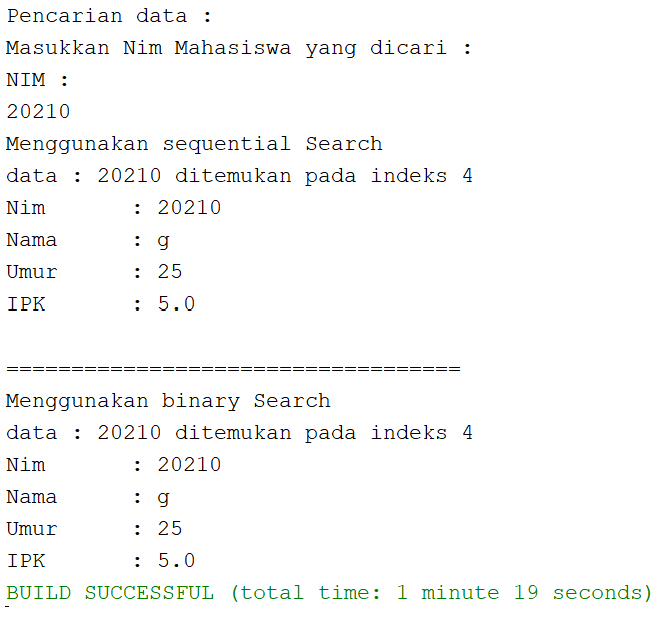 Pencarian data :
Masukkan Nim Mahasiswa yang dicari :
NIM :
20210
Menggunakan sequential Search
data : 20210 ditemukan pada indeks 4
Nim : 20210
Nama : g
Umur : 25
IPK : 5.0
===================================
Menggunakan binary Search
data : 20210 ditemukan pada indeks 4
Nim : 20210
Nama : g
Umur : 25
IPK : 5.0
BUILD SUCCESSFUL (total time: 1 minute 19 seconds)